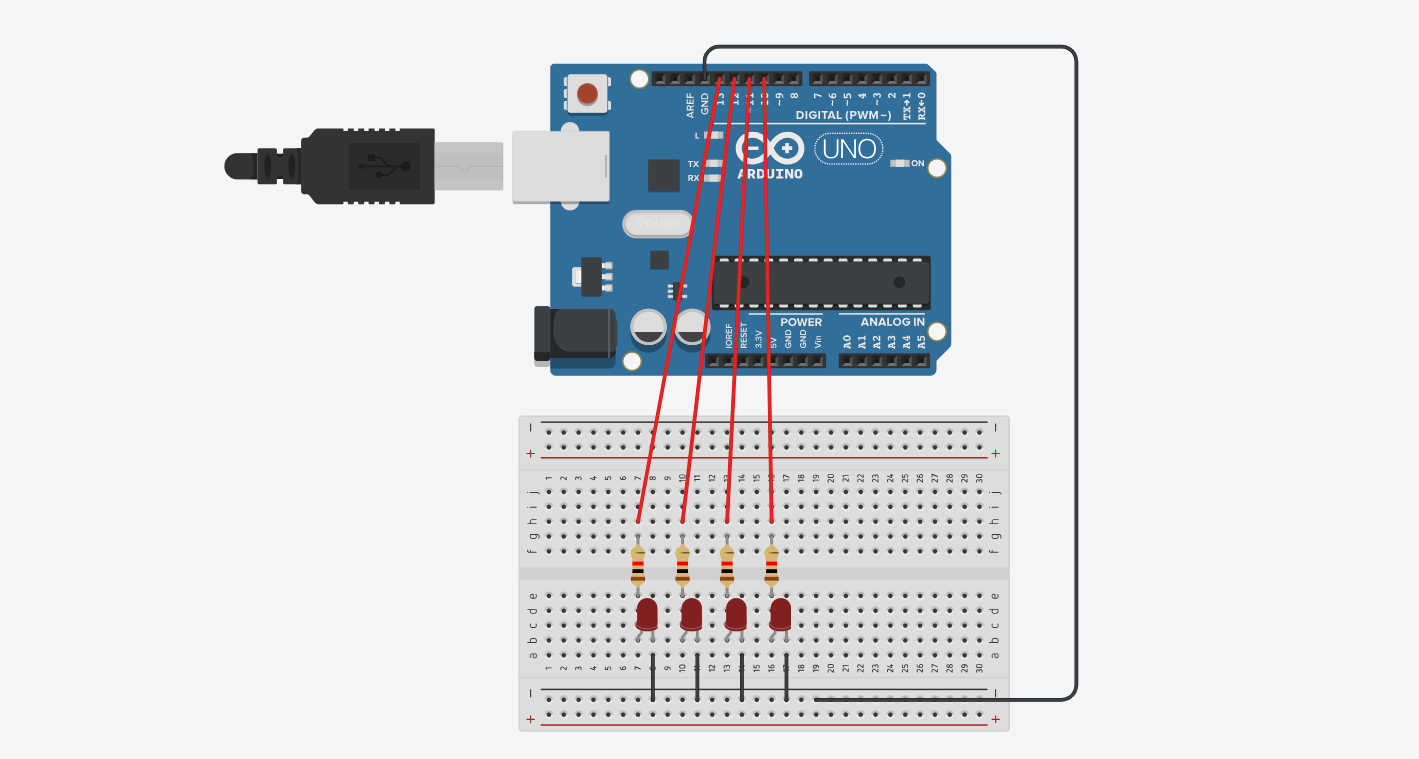 AREF
GND
13
12
~11
10
~9
8
7
~6
~5
4
~3
2
TX→1
RX←0
DIGITAL (PWM~)
L
TX
RX
UNO
ON
ARDUINO
POWER
ANALOG IN
IOREF
RESET
3.3V
5V
GND
GND
Vin
A0
A1
A2
A3
A4
A5
− −
+ +
1 2 3 4 5 6 7 8 9 10 11 12 13 14 15 16 17 18 19 20 21 22 23 24 25 26 27 28 29 30
j j
i i
h h
g g
f f
e e
d d
c c
b b
a a
1 2 3 4 5 6 7 8 9 10 11 12 13 14 15 16 17 18 19 20 21 22 23 24 25 26 27 28 29 30
− −
+ +